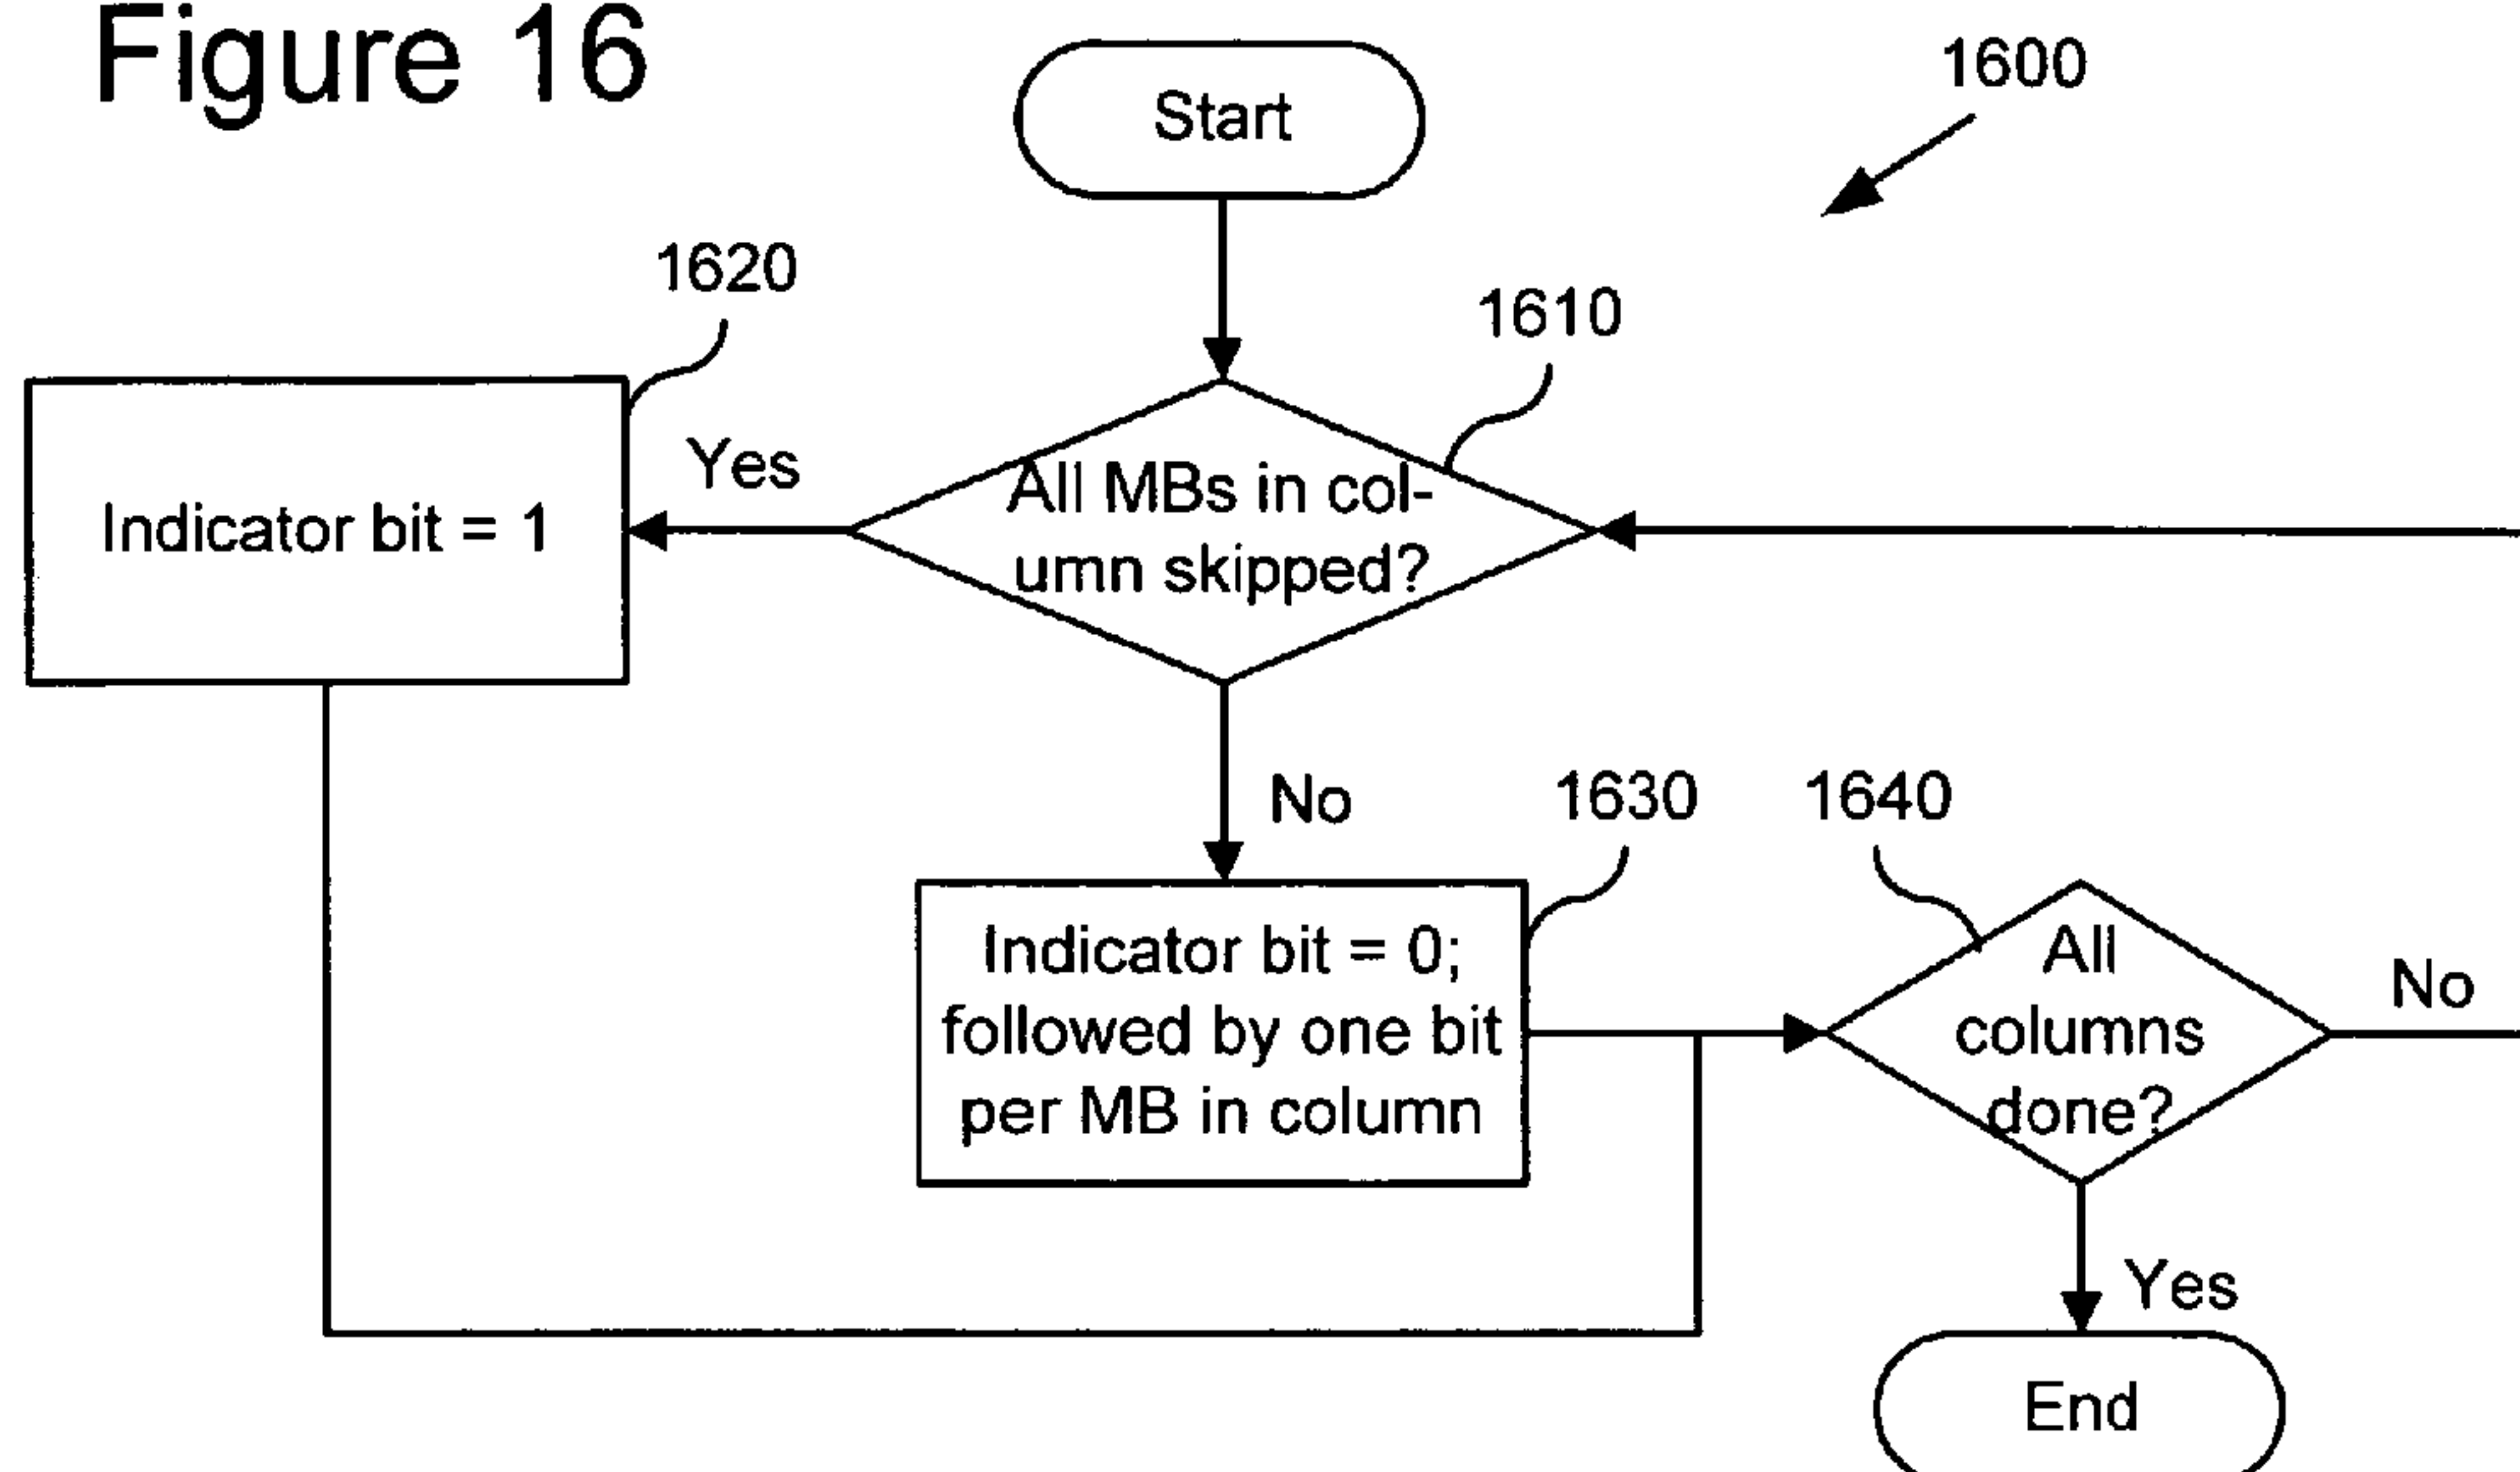 Figure 16
Start
1600
1620
1610
Yes
All MBs in col-
umn skipped?
Indicator bit = 1
No
1630
1640
Indicator bit = 0;
followed by one bit
per MB in column
All
columns
done?
No
Yes
End